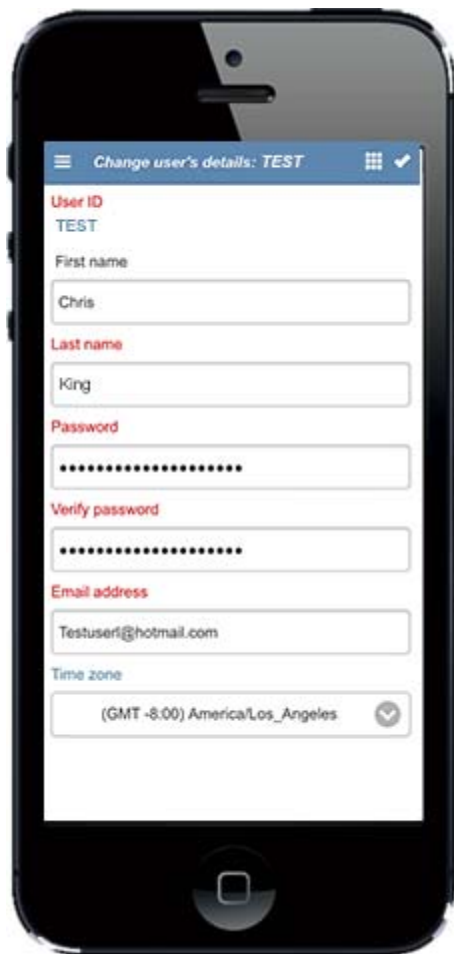 Change user's details: TEST
User ID
TEST
First name
Chris
Last name
King
Password
••••••••••••••••••••
Verify password
••••••••••••••••••••
Email address
Testuserl@hotmail.com
Time zone
(GMT -8:00) America/Los_Angeles